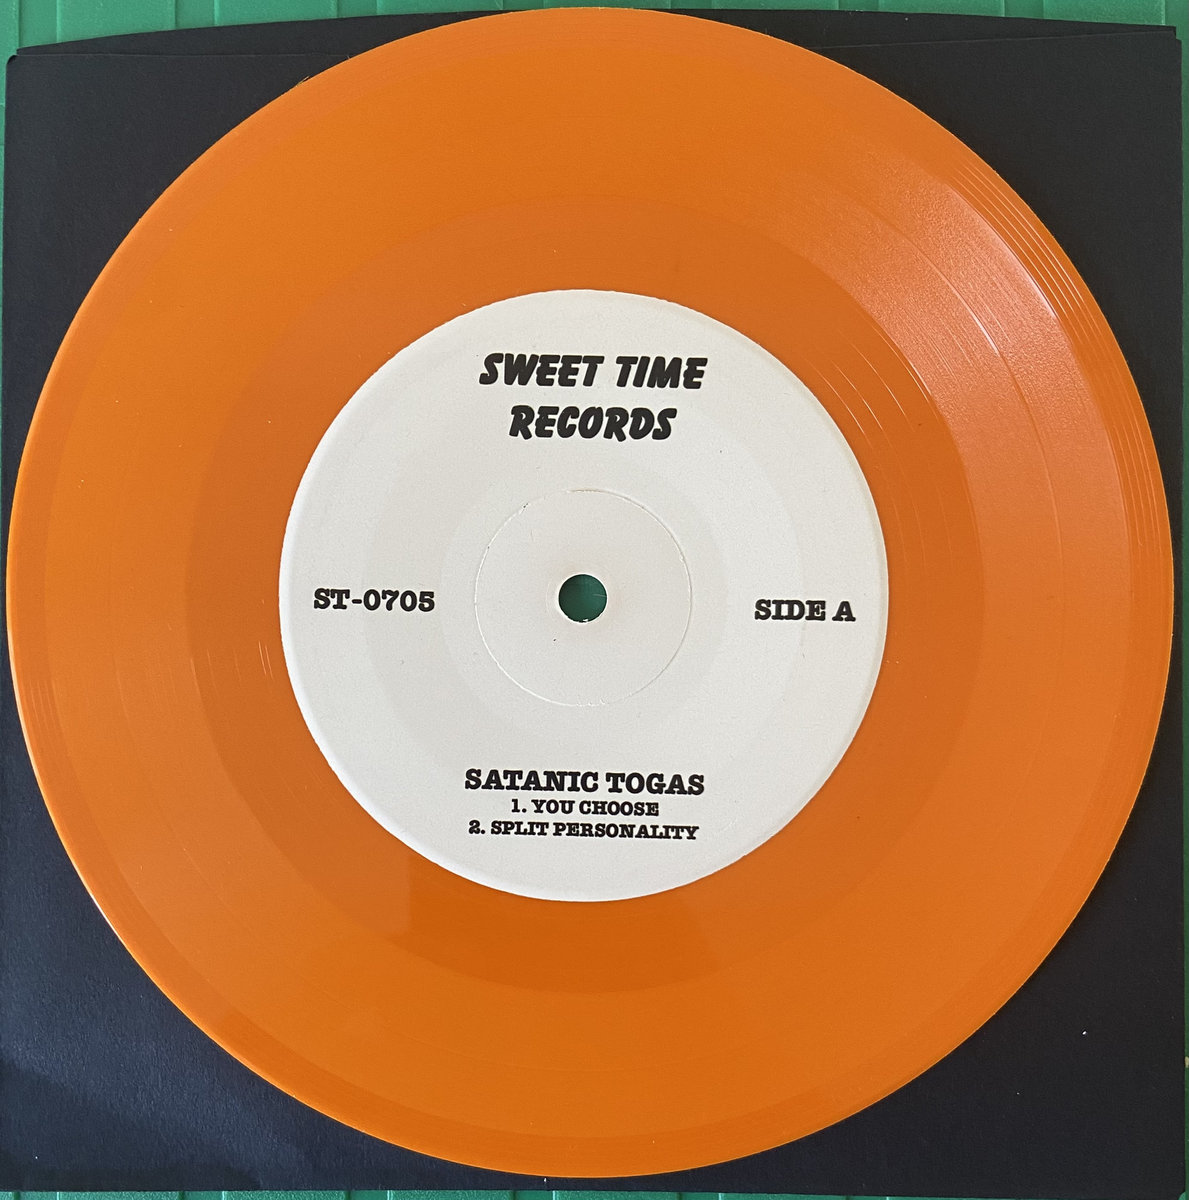 SWEET TIME
RECORDS
ST-0705
SIDE A
SATANIC TOGAS
1. YOU CHOOSE
2. SPLIT PERSONALITY